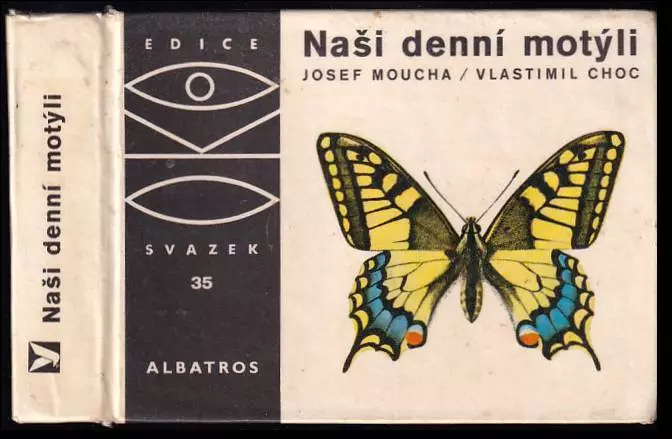 Naši denní motýli
EDICE
SVAZEK
35
ALBATROS
Naši denní motýli
JOSEF MOUCHA / VLASTIMIL CHOC